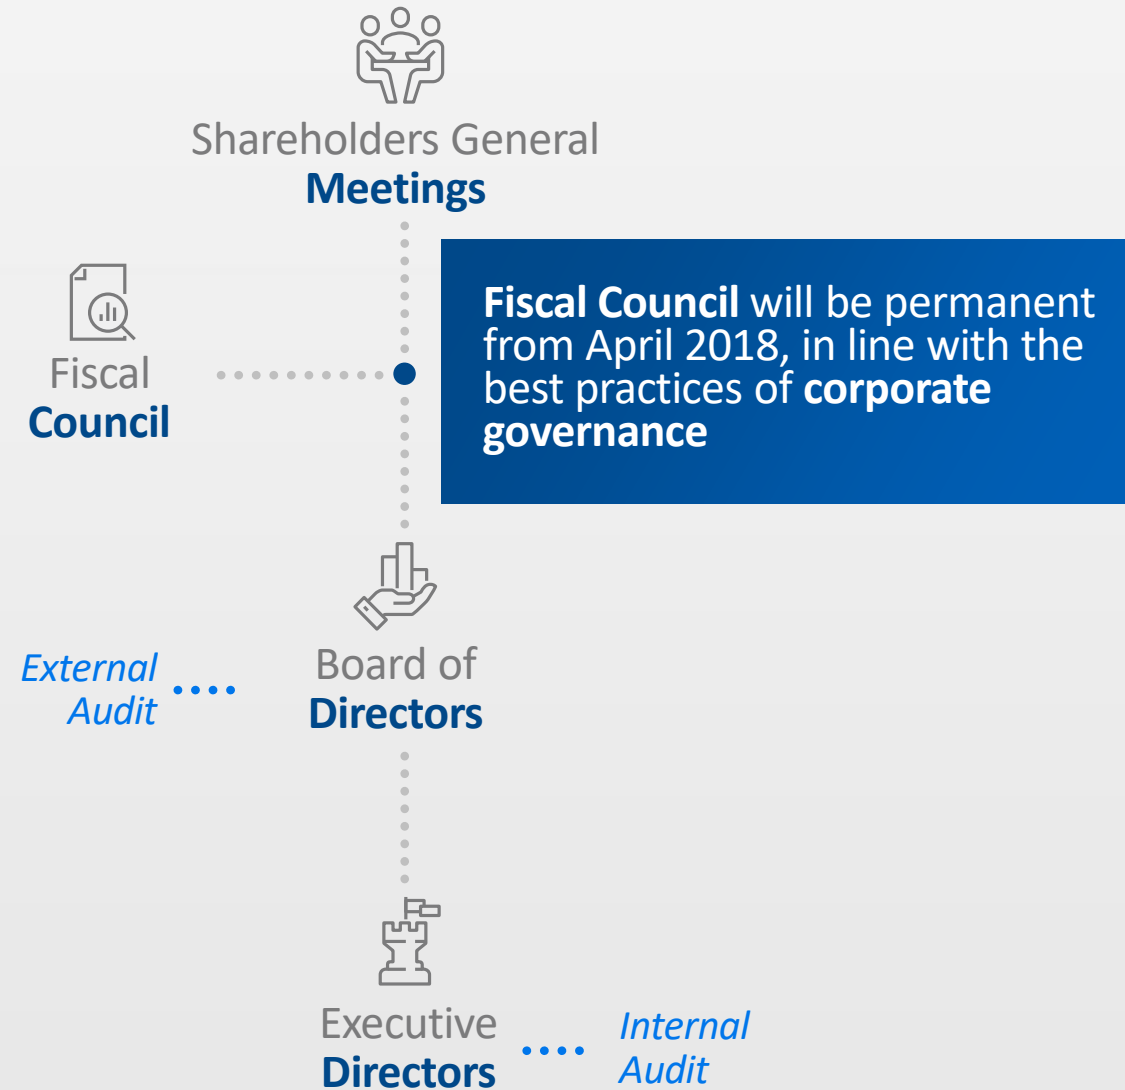 Shareholders General
Meetings
Fiscal
Council
Fiscal Council will be permanent
from April 2018, in line with the
best practices of corporate
governance
External
Audit
Board of
Directors
Executive
Directors
Internal
Audit